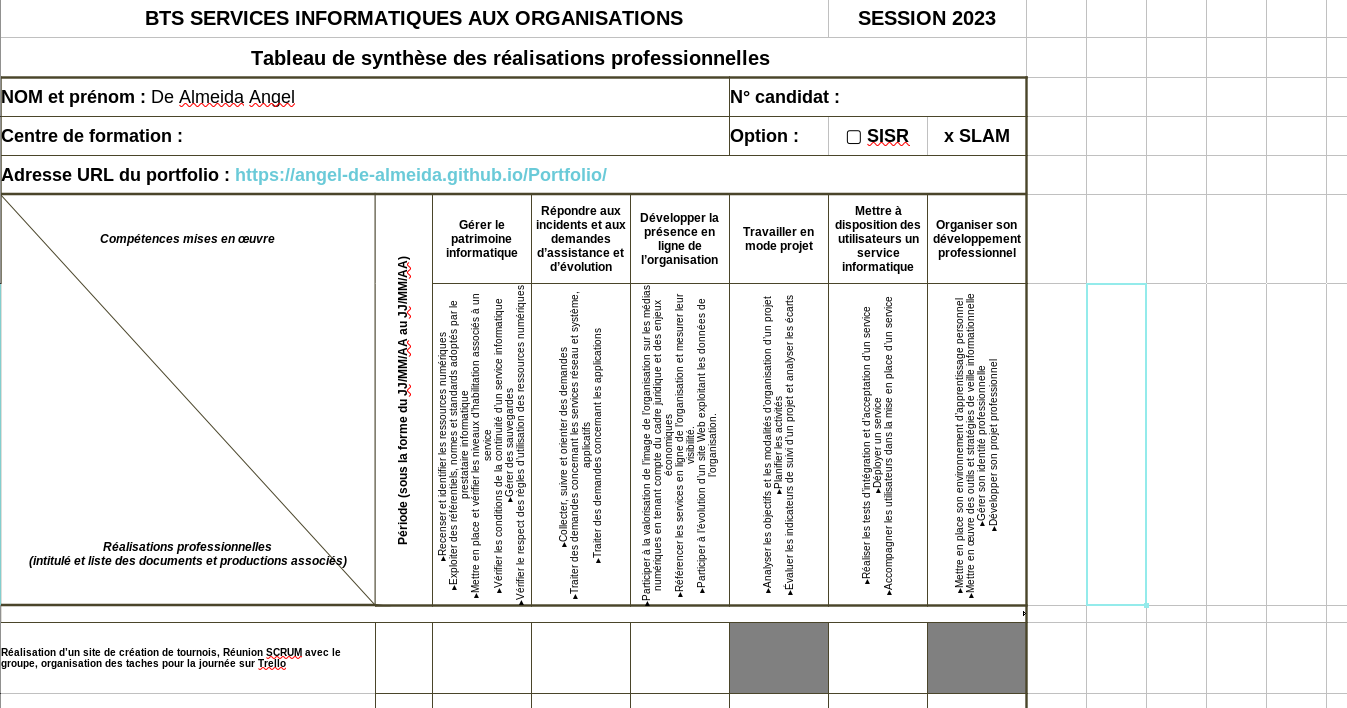 BTS SERVICES INFORMATIQUES AUX ORGANISATIONS
SESSION 2023
Tableau de synthèse des réalisations professionnelles
NOM et prénom : De Almeida Angel
N° candidat :
Centre de formation :
Option :
▢ SISR
x SLAM
Adresse URL du portfolio : https://angel-de-almeida.github.io/Portfolio/
Compétences mises en œuvre
Réalisations professionnelles
(intitulé et liste des documents et productions associés)
Période (sous la forme du JJ/MM/AA au JJ/MM/AA)
Gérer le
patrimoine
informatique
Répondre aux
incidents et aux
demandes
d’assistance et
d’évolution
Développer la
présence en
ligne de
l’organisation
Travailler en
mode projet
Mettre à
disposition des
utilisateurs un
service
informatique
Organiser son
développement
professionnel
▸Recenser et identifier les ressources numériques
▸Exploiter des référentiels, normes et standards adoptés par le
prestataire informatique
▸Mettre en place et vérifier les niveaux d’habilitation associés à un
service
▸Vérifier les conditions de la continuité d’un service informatique
▸Gérer des sauvegardes
▸Vérifier le respect des règles d’utilisation des ressources numériques
▸Collecter, suivre et orienter des demandes
▸Traiter des demandes concernant les services réseau et système,
applicatifs
▸Traiter des demandes concernant les applications
▸Participer à la valorisation de l’image de l’organisation sur les médias
numériques en tenant compte du cadre juridique et des enjeux
économiques
▸Référencer les services en ligne de l’organisation et mesurer leur
visibilité.
▸Participer à l’évolution d’un site Web exploitant les données de
l’organisation.
▸Analyser les objectifs et les modalités d’organisation d’un projet
▸Planifier les activités
▸Évaluer les indicateurs de suivi d’un projet et analyser les écarts
▸Réaliser les tests d’intégration et d’acceptation d’un service
▸Déployer un service
▸Accompagner les utilisateurs dans la mise en place d’un service
▸Mettre en place son environnement d’apprentissage personnel
▸Mettre en œuvre des outils et stratégies de veille informationnelle
▸Gérer son identité professionnelle
▸Développer son projet professionnel
Réalisation d’un site de création de tournois, Réunion SCRUM avec le
groupe, organisation des taches pour la journée sur Trello